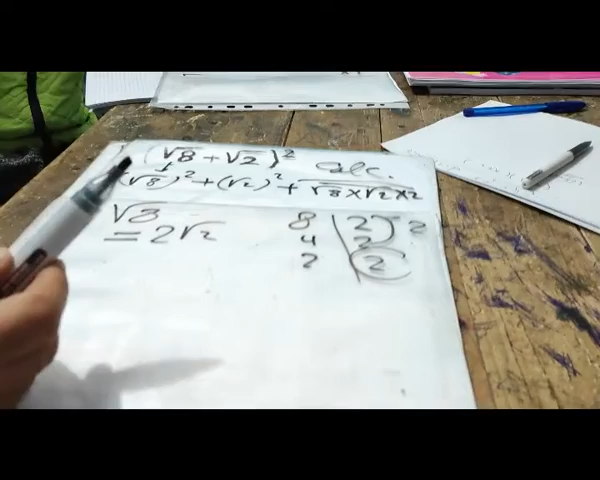 (√8 + √2)²
calc.
(√8)² + (√2)² + √8 × √2 × 2
√8
= 2√2
8 2 2
4 2
2 2